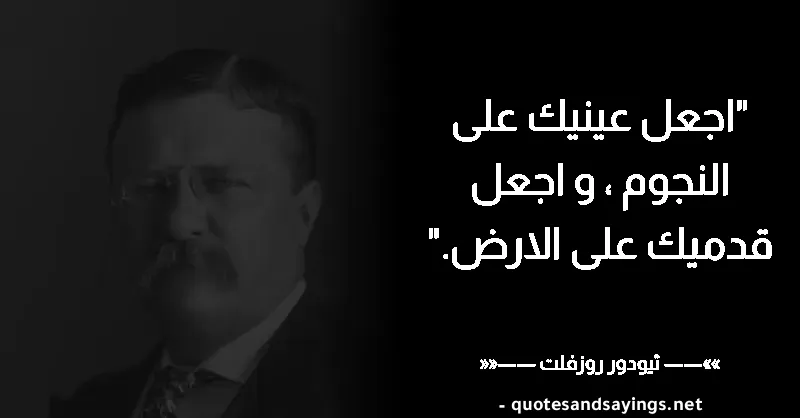 "اجعل عينيك على
النجوم ، و اجعل
قدميك على الارض."
»»—— ثيودور روزفلت ——««
- quotesandsayings.net